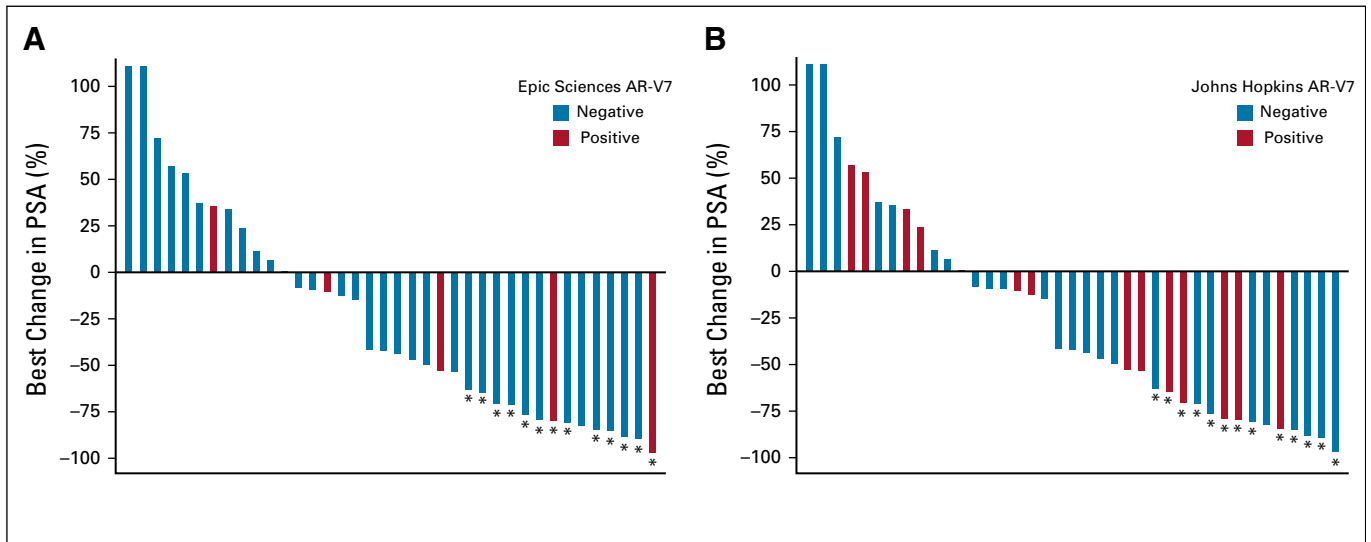 A
Best Change in PSA (%)
100
75
50
25
0
–25
–50
–75
–100
Epic Sciences AR-V7
Negative
Positive
* * * * * * * * * * * * *
B
Best Change in PSA (%)
100
75
50
25
0
–25
–50
–75
–100
Johns Hopkins AR-V7
Negative
Positive
* * * * * * * * * * * * *